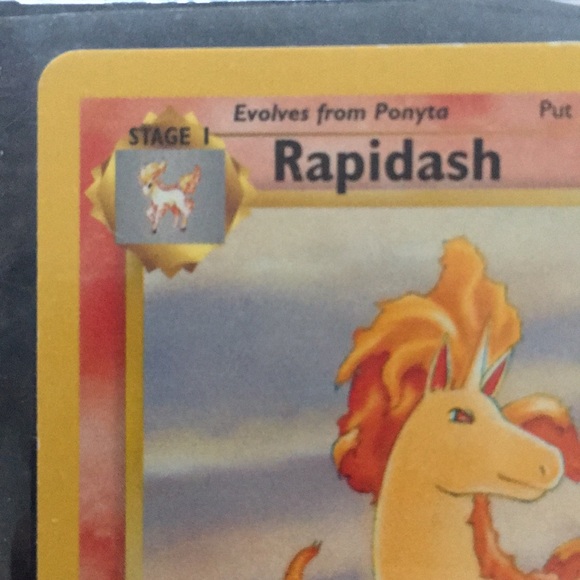 Evolves from Ponyta Put
STAGE 1
Rapidash